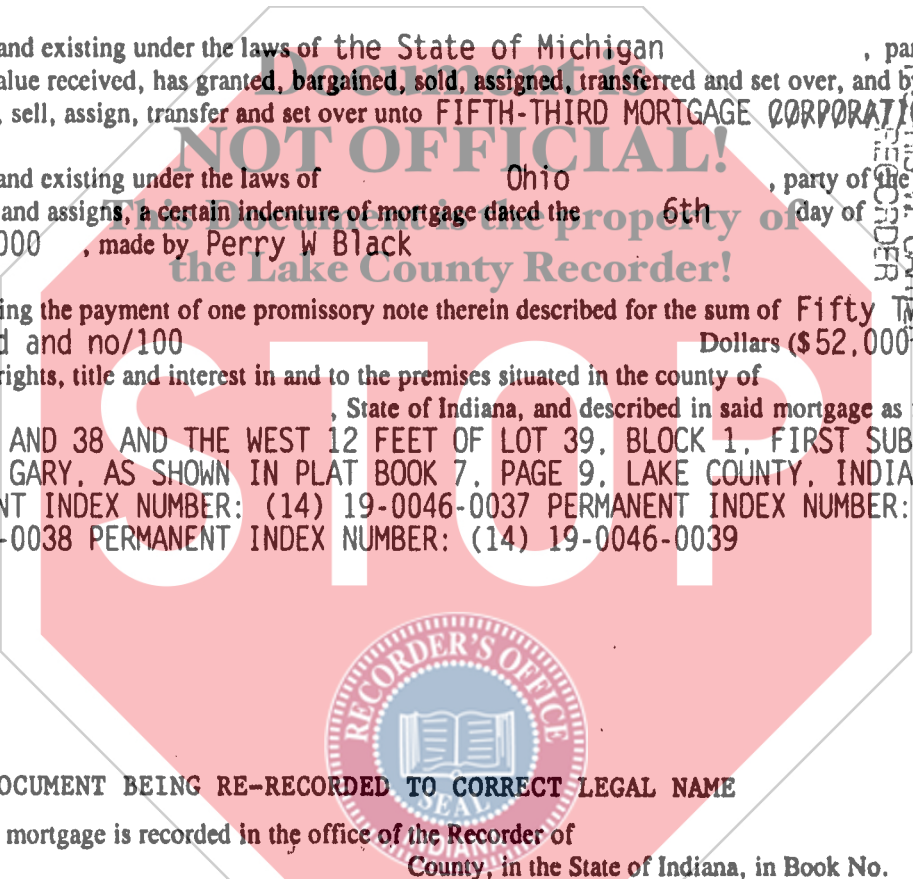 and existing under the laws of the State of Michigan , par
alue received, has granted, bargained, sold, assigned, transferred and set over, and b
, sell, assign, transfer and set over unto FIFTH-THIRD MORTGAGE
and existing under the laws of Ohio , party of the
and assigns, a certain indenture of mortgage dated the 6th day of
000 , made by Perry W Black
ing the payment of one promissory note therein described for the sum of Fifty Tw
d and no/100 Dollars ($ 52,000
rights, title and interest in and to the premises situated in the county of
, State of Indiana, and described in said mortgage as
AND 38 AND THE WEST 12 FEET OF LOT 39, BLOCK 1, FIRST SUB
GARY, AS SHOWN IN PLAT BOOK 7, PAGE 9, LAKE COUNTY, INDIA
NT INDEX NUMBER: (14) 19-0046-0037 PERMANENT INDEX NUMBER:
-0038 PERMANENT INDEX NUMBER: (14) 19-0046-0039
OCUMENT BEING RE-RECORDED TO CORRECT LEGAL NAME
mortgage is recorded in the office of the Recorder of
County, in the State of Indiana, in Book No.
Document is
NOT OFFICIAL!
This Document is the property of
the Lake County Recorder!
STOP
RECORDER'S OFFICE
SEAL
INDIANA
RECORDER